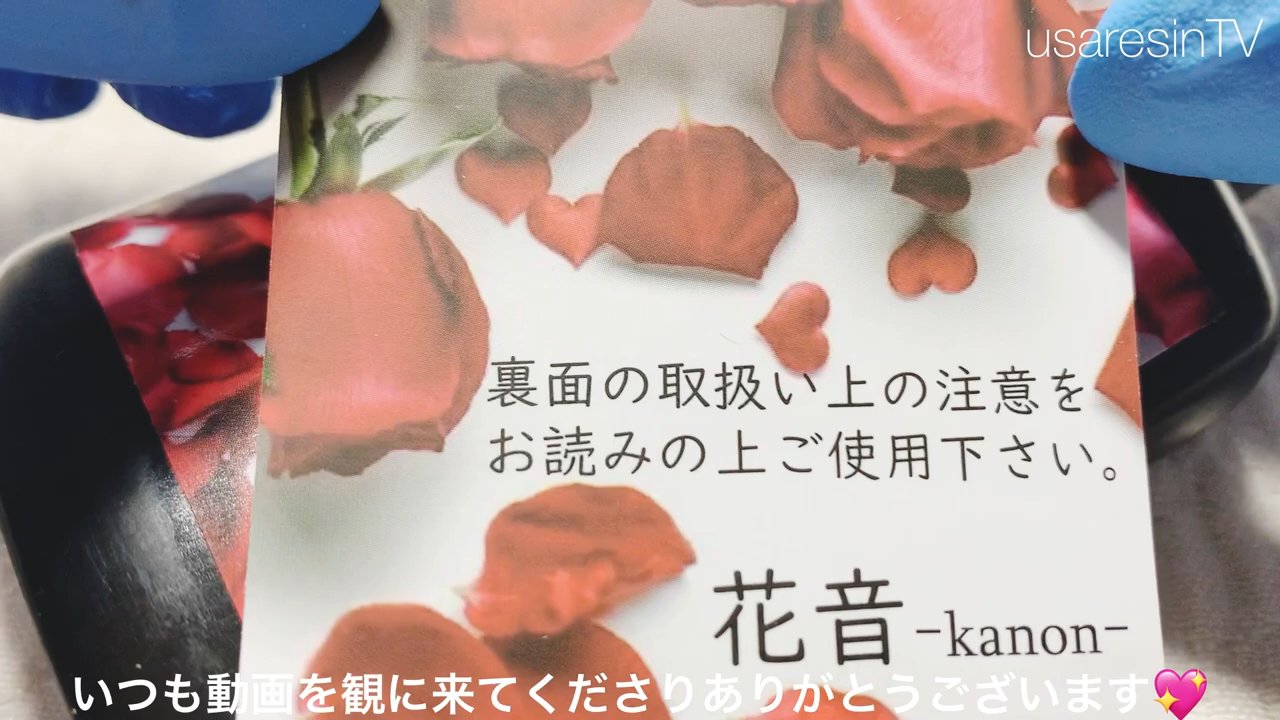 usaresinTV
裏面の取扱い上の注意を
お読みの上ご使用下さい。
花音-kanon-
いつも動画を観に来てくださりありがとうございます💖